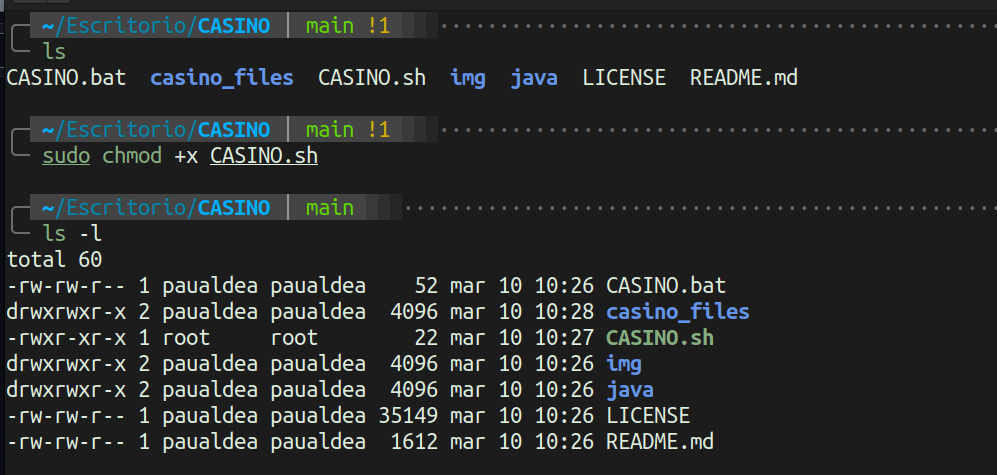 ~/Escritorio/CASINO | main !1
ls
CASINO.bat casino_files CASINO.sh img java LICENSE README.md
~/Escritorio/CASINO | main !1
sudo chmod +x CASINO.sh
~/Escritorio/CASINO | main
ls -l
total 60
-rw-rw-r-- 1 paualdea paualdea 52 mar 10 10:26 CASINO.bat
drwxrwxr-x 2 paualdea paualdea 4096 mar 10 10:28 casino_files
-rwxr-xr-x 1 root root 22 mar 10 10:27 CASINO.sh
drwxrwxr-x 2 paualdea paualdea 4096 mar 10 10:26 img
drwxrwxr-x 2 paualdea paualdea 4096 mar 10 10:26 java
-rw-rw-r-- 1 paualdea paualdea 35149 mar 10 10:26 LICENSE
-rw-rw-r-- 1 paualdea paualdea 1612 mar 10 10:26 README.md